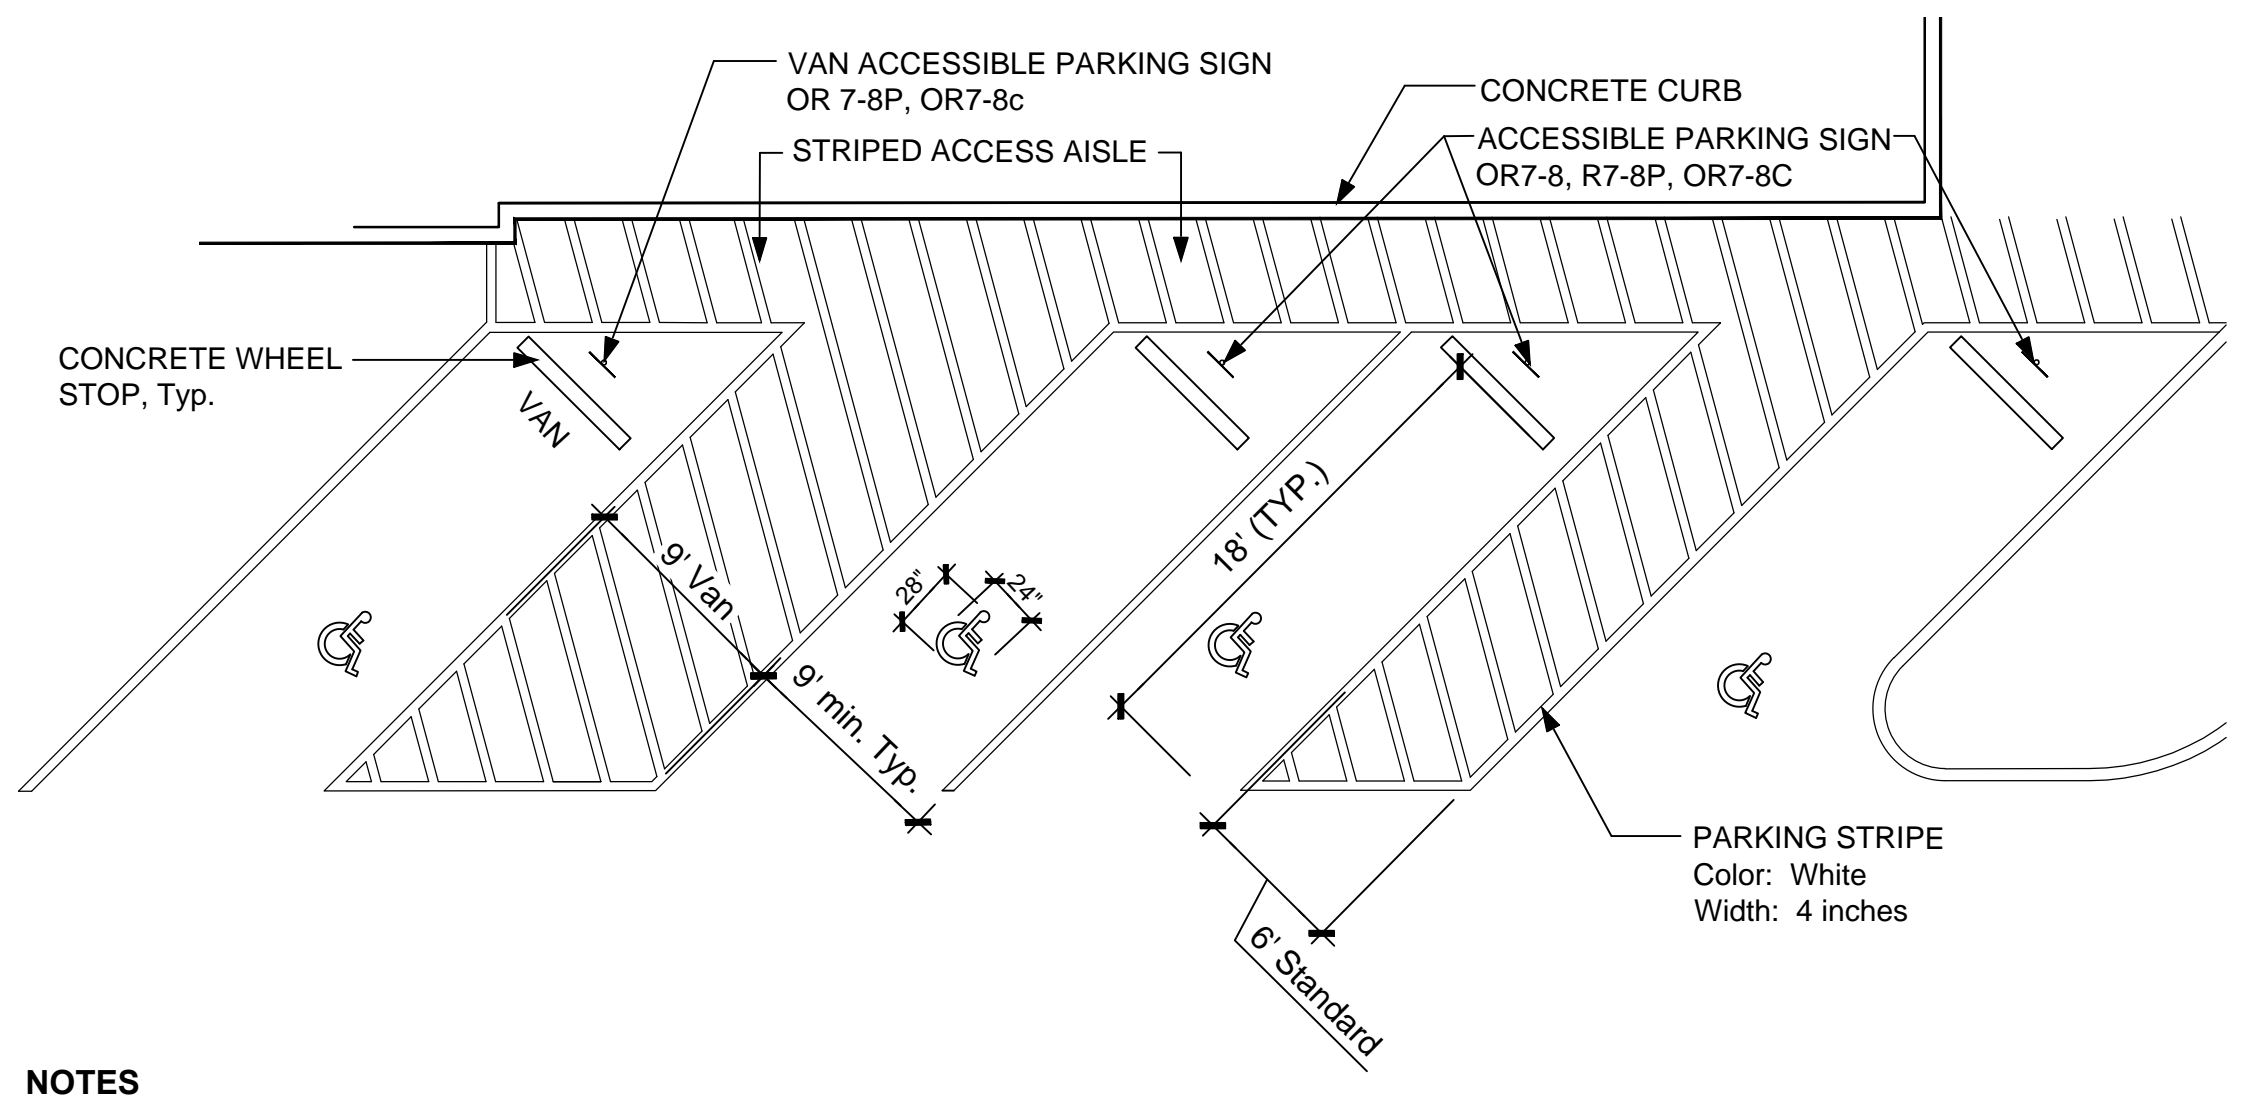 VAN ACCESSIBLE PARKING SIGN
OR 7-8P, OR7-8c
CONCRETE CURB
STRIPED ACCESS AISLE
ACCESSIBLE PARKING SIGN
OR7-8, R7-8P, OR7-8C
CONCRETE WHEEL
STOP, Typ.
VAN
9' Van
9' min. Typ.
28"
24"
18' (TYP.)
6' Standard
PARKING STRIPE
Color: White
Width: 4 inches
NOTES